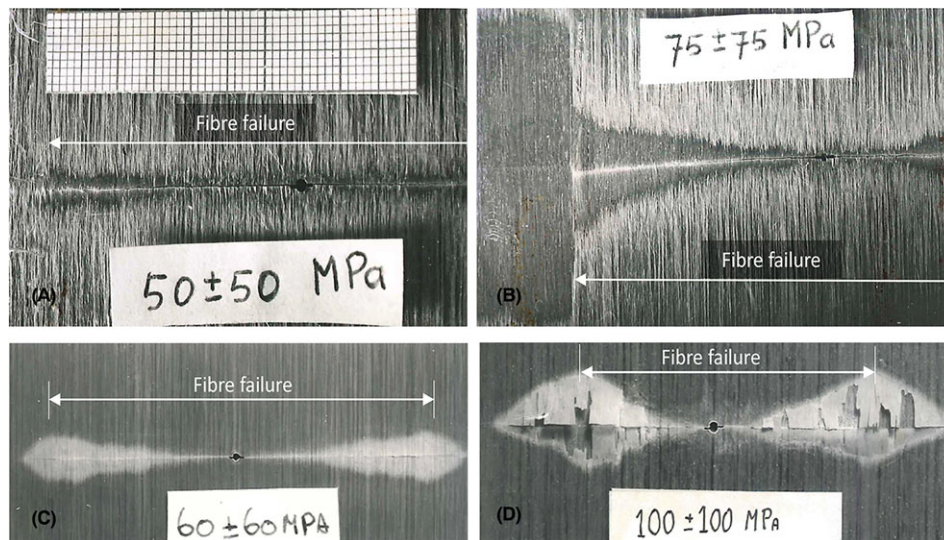 Fibre failure
50±50 MPa
(A)
75±75 MPa
Fibre failure
(B)
Fibre failure
60±60 MPA
(C)
Fibre failure
100±100 MPA
(D)